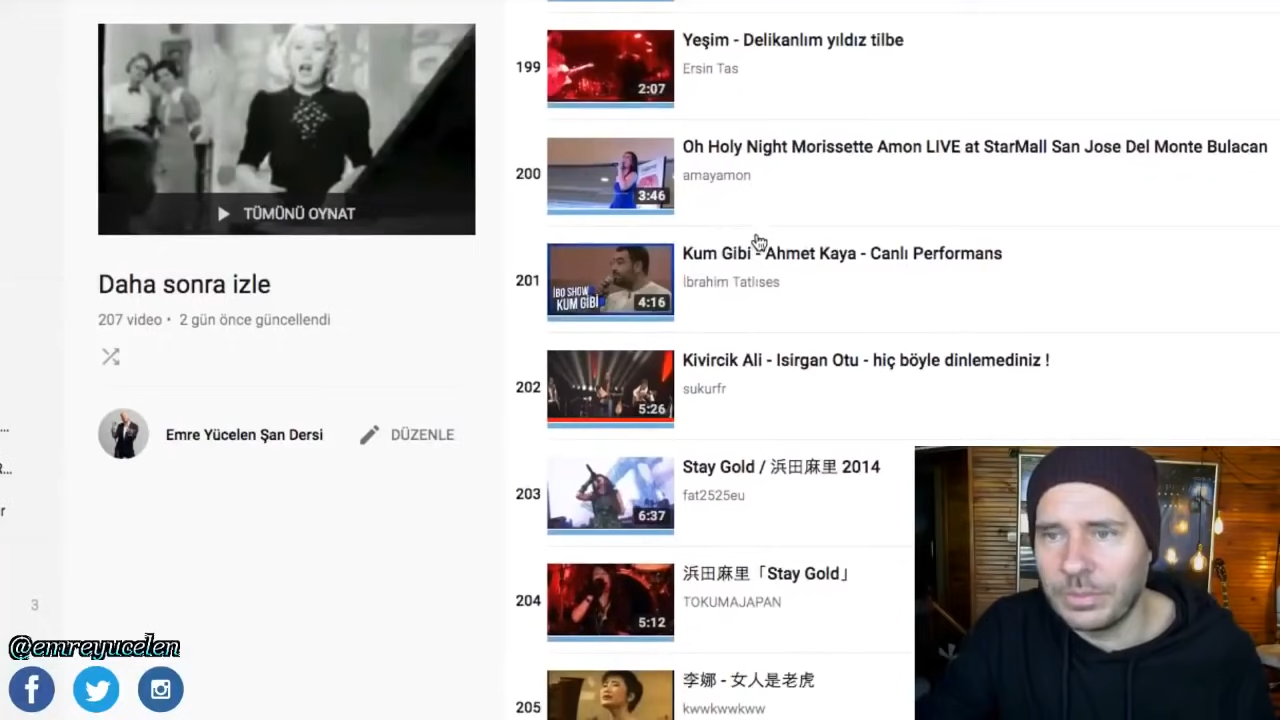 TÜMÜNÜ OYNAT
Daha sonra izle
207 video • 2 gün önce güncellendi
Emre Yücelen Şan Dersi
DÜZENLE
...
R...
r
3
@emreyucelen
199
2:07
Yeşim - Delikanlım yıldız tilbe
Ersin Tas
200
3:46
Oh Holy Night Morissette Amon LIVE at StarMall San Jose Del Monte Bulacan
amayamon
201
İBO SHOW
KUM GİBİ
4:16
Kum Gibi - Ahmet Kaya - Canlı Performans
İbrahim Tatlıses
202
5:26
Kivircik Ali - Isirgan Otu - hiç böyle dinlemediniz !
sukurfr
203
6:37
Stay Gold / 浜田麻里 2014
fat2525eu
204
5:12
浜田麻里「Stay Gold」
TOKUMAJAPAN
205
李娜 - 女人是老虎
kwwkwwkww